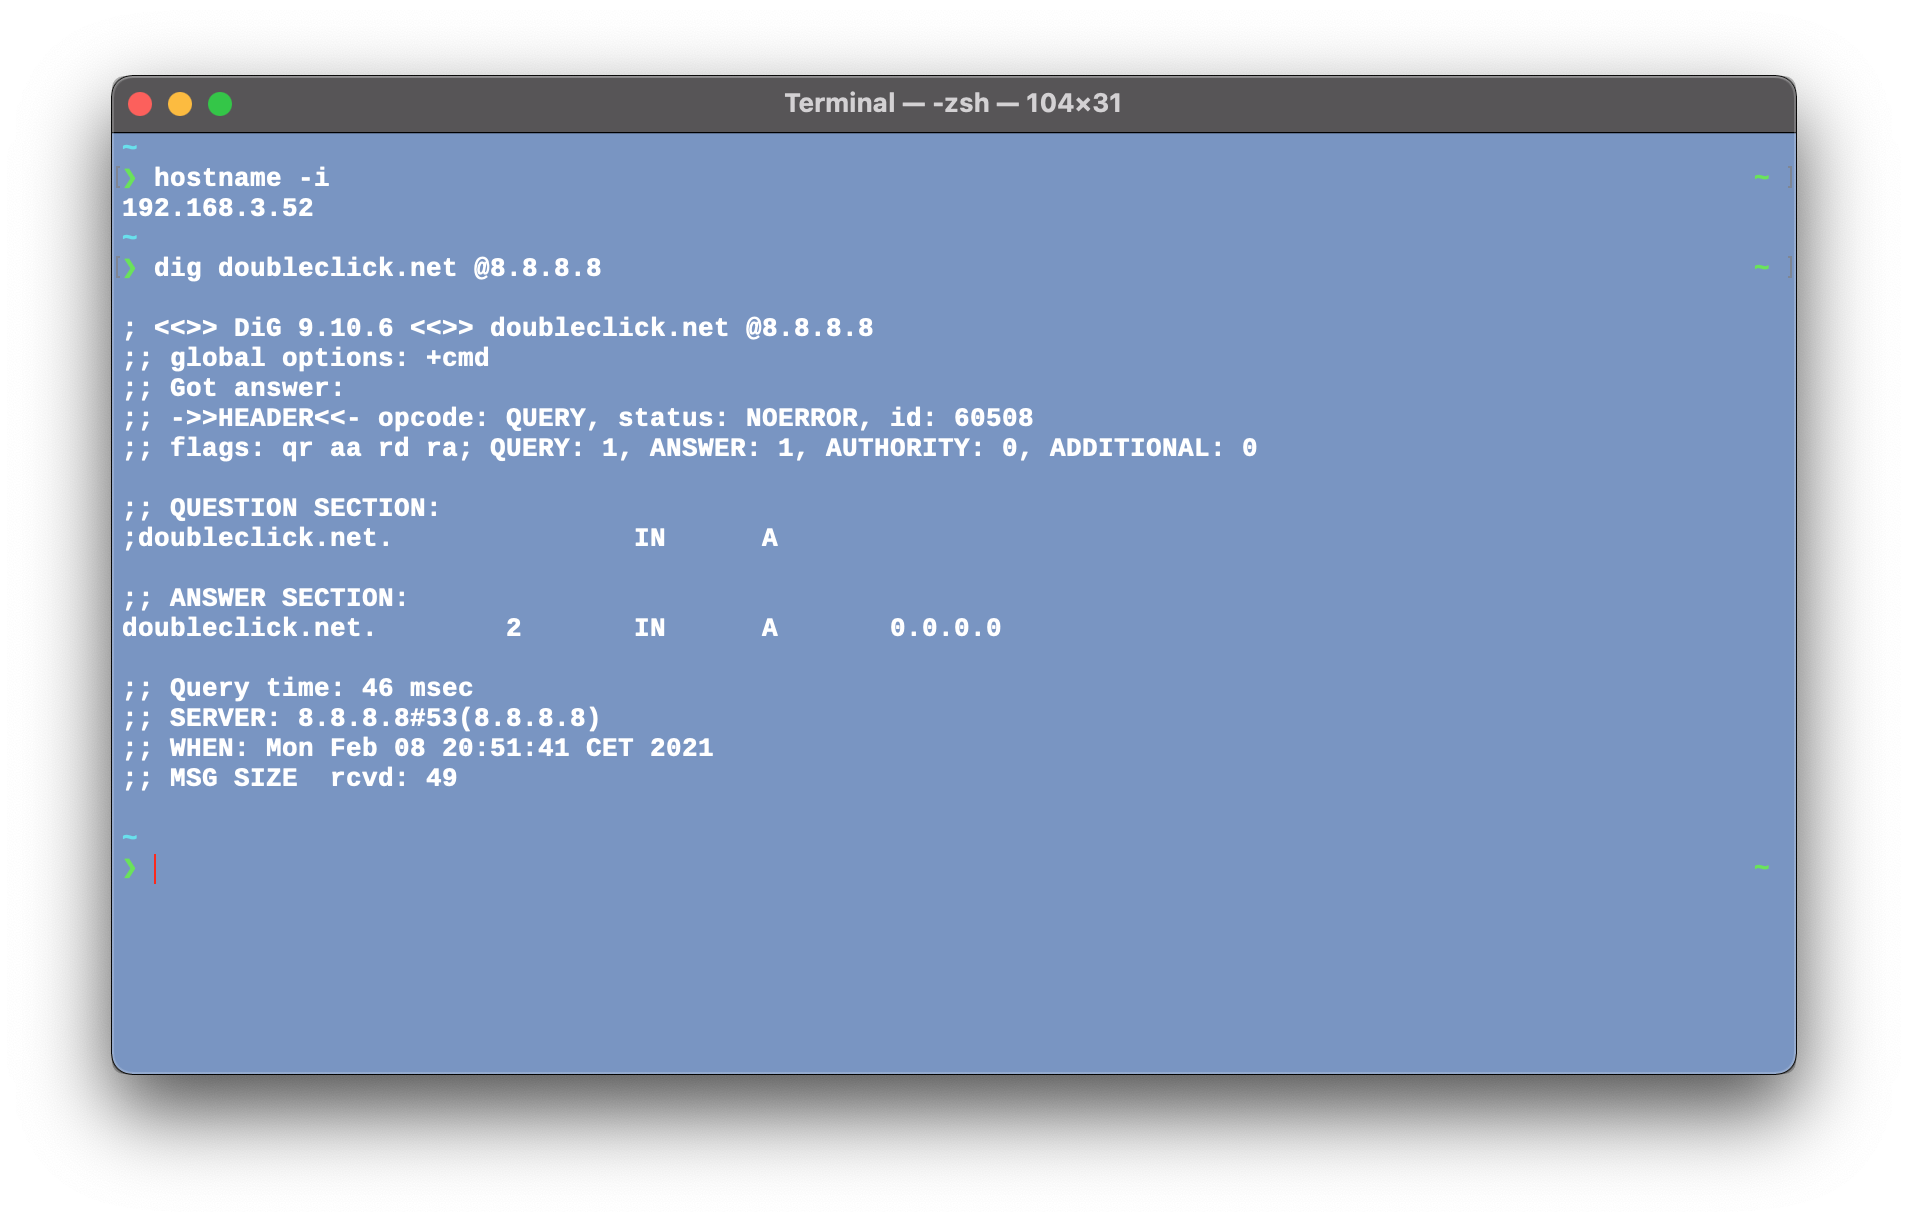 Terminal — -zsh — 104×31
~
[❯ hostname -i ~ ]
192.168.3.52
~
[❯ dig doubleclick.net @8.8.8.8 ~ ]
; <<>> DiG 9.10.6 <<>> doubleclick.net @8.8.8.8
;; global options: +cmd
;; Got answer:
;; ->>HEADER<<- opcode: QUERY, status: NOERROR, id: 60508
;; flags: qr aa rd ra; QUERY: 1, ANSWER: 1, AUTHORITY: 0, ADDITIONAL: 0
;; QUESTION SECTION:
;doubleclick.net. IN A
;; ANSWER SECTION:
doubleclick.net. 2 IN A 0.0.0.0
;; Query time: 46 msec
;; SERVER: 8.8.8.8#53(8.8.8.8)
;; WHEN: Mon Feb 08 20:51:41 CET 2021
;; MSG SIZE  rcvd: 49
~
❯ ~